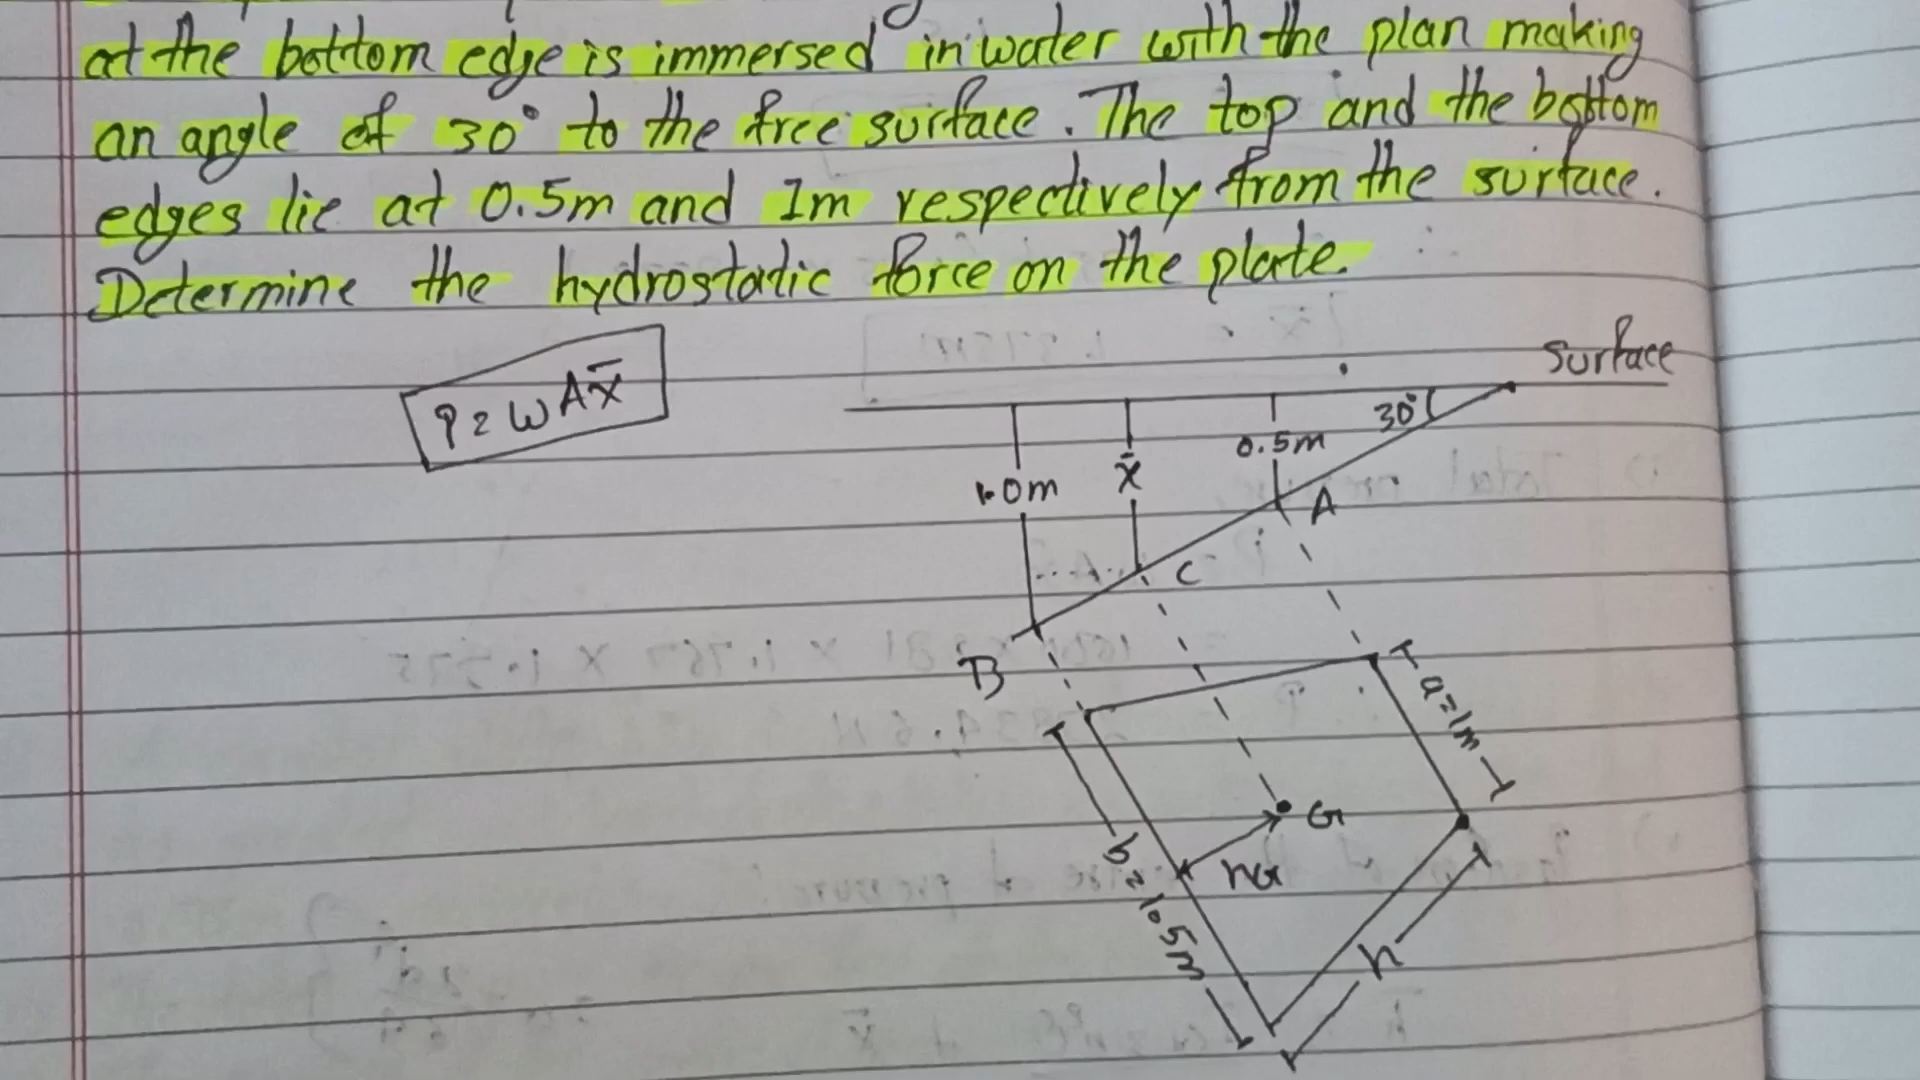 at the bottom edge is immersed in water with the plan making
an angle of 30° to the free surface. The top and the bottom
edges lie at 0.5m and 1m respectively from the surface.
Determine the hydrostatic force on the plate.
P = ω A x̄
Surface
30°
0.5m
x̄
1.0m
A
C
B
a = 1m
G
hG
b = 1.5m
h